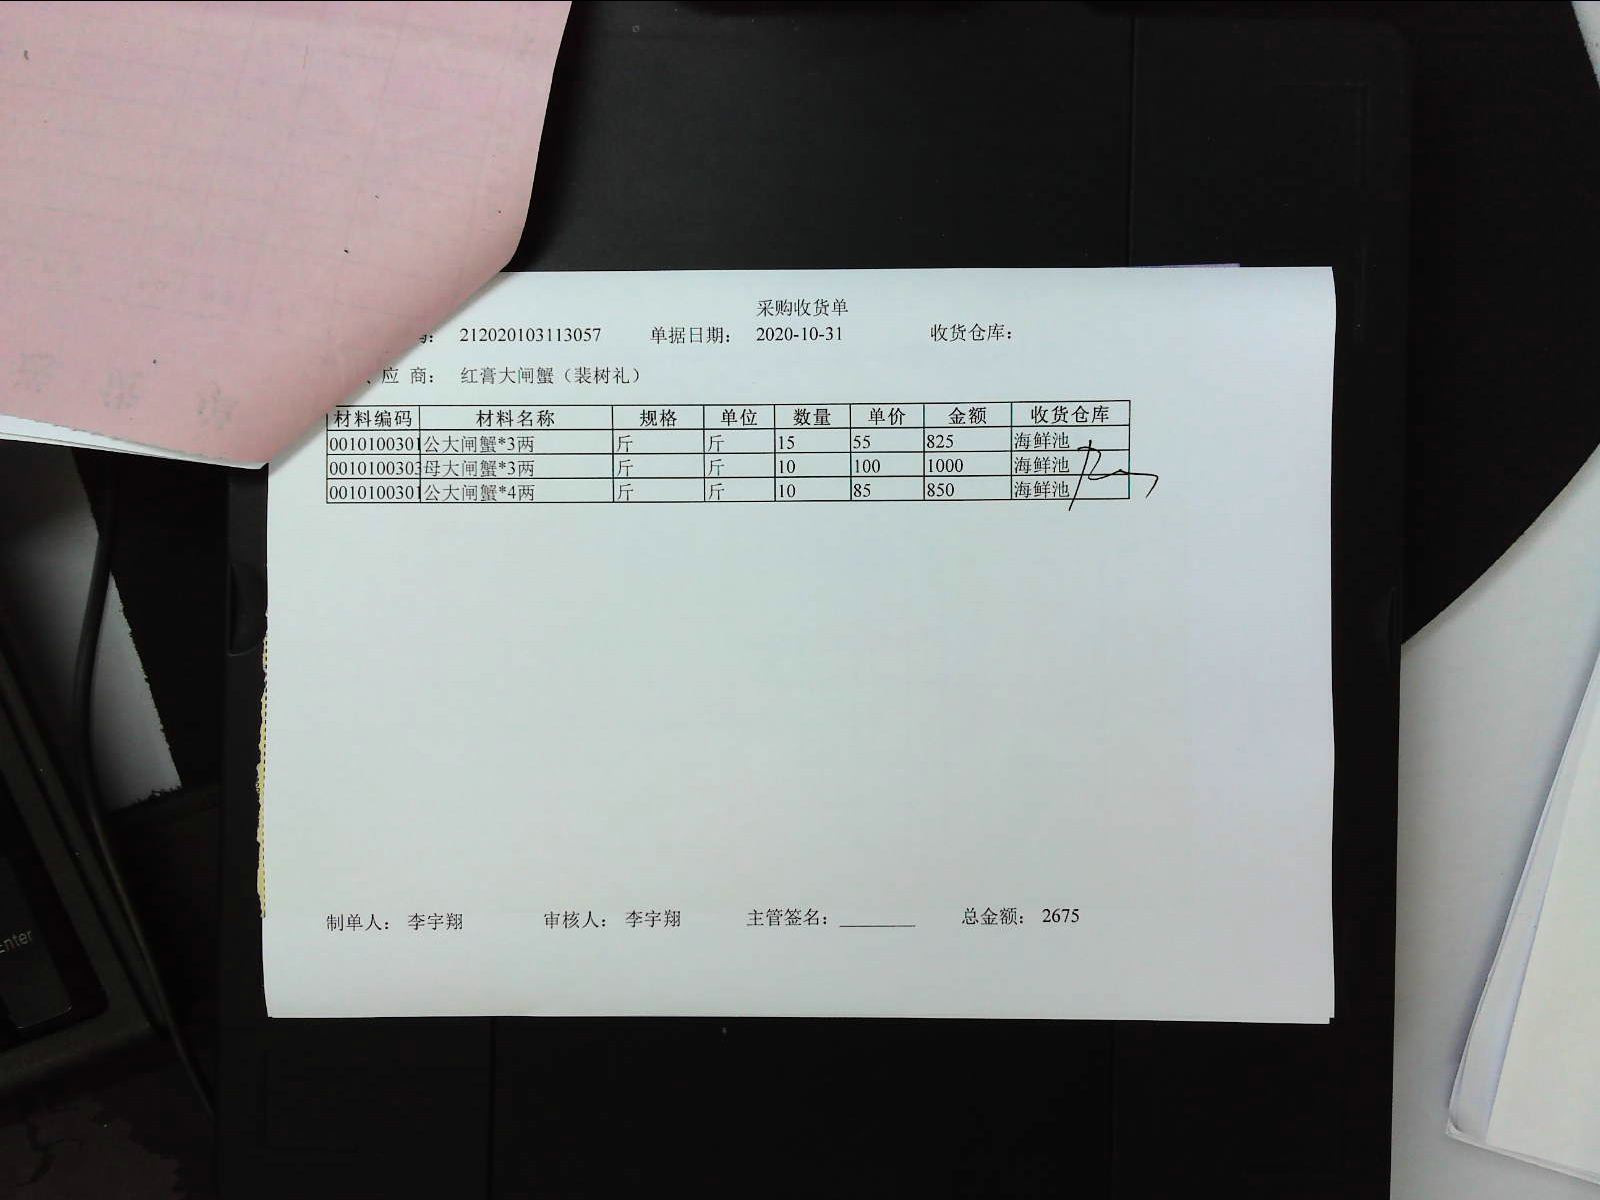 采购收货单
212020103113057 单据日期： 2020-10-31 收货仓库：
应 商： 红膏大闸蟹（裴树礼）
材料编码 材料名称 规格 单位 数量 单价 金额 收货仓库
0010100301 公大闸蟹*3两 斤 斤 15 55 825 海鲜池
0010100303 母大闸蟹*3两 斤 斤 10 100 1000 海鲜池
0010100301 公大闸蟹*4两 斤 斤 10 85 850 海鲜池
制单人： 李宇翔 审核人： 李宇翔 主管签名： 总金额： 2675
Enter